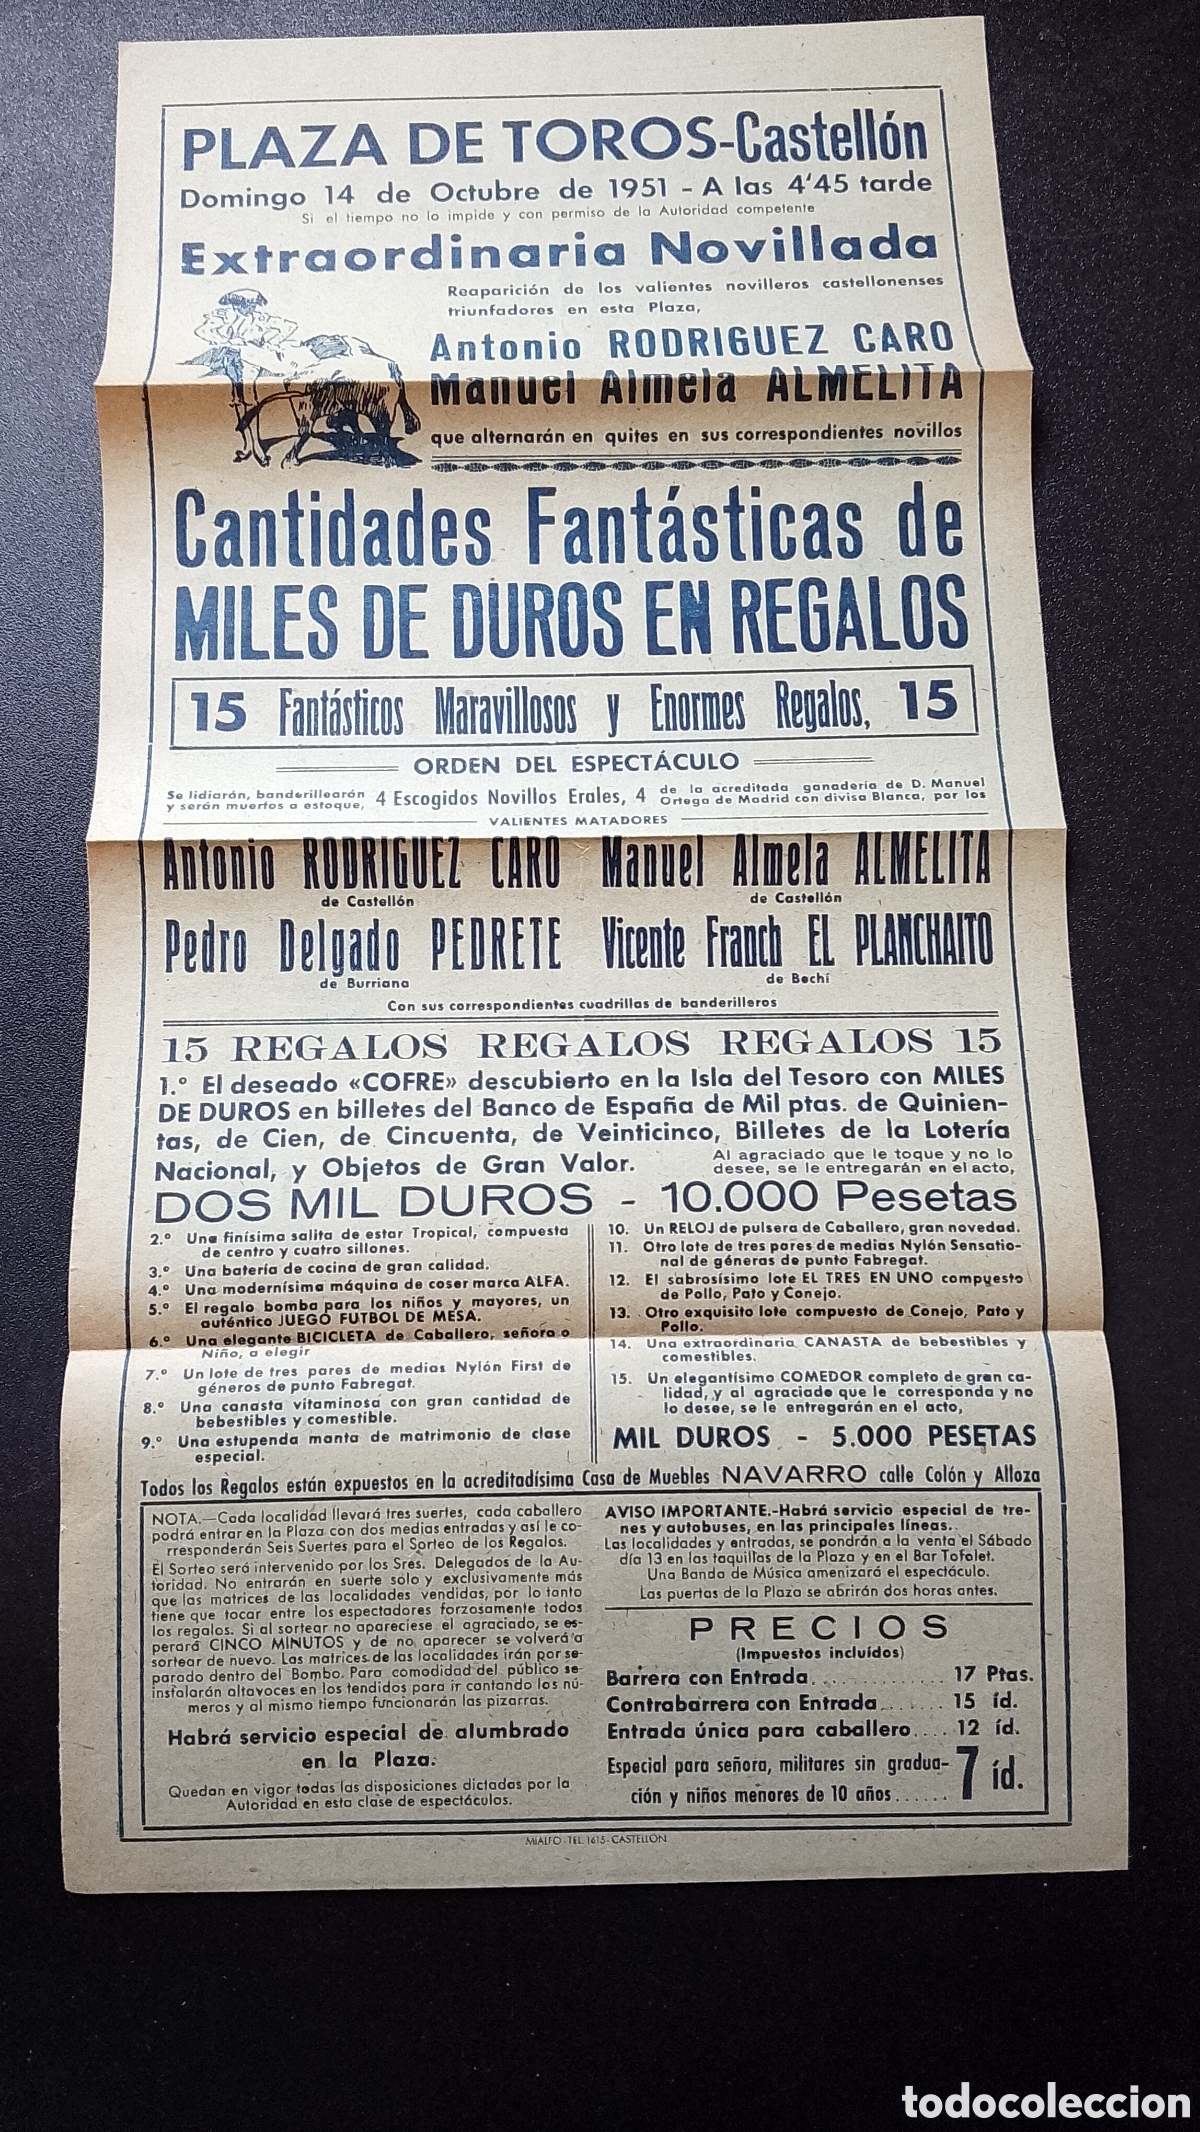 PLAZA DE TOROS-Castellón
Domingo 14 de Octubre de 1951 - A las 4'45 tarde
Si el tiempo no lo impide y con permiso de la Autoridad competente
Extraordinaria Novillada
Reaparición de los valientes novilleros castellonenses
triunfadores en esta Plaza,
Antonio RODRIGUEZ CARO
Manuel Almela ALMELITA
que alternarán en quites en sus correspondientes novillos
Cantidades Fantásticas de
MILES DE DUROS EN REGALOS
15 Fantásticos Maravillosos y Enormes Regalos, 15
ORDEN DEL ESPECTÁCULO
Se lidiarán, banderillearán
y serán muertos a estoque,
4 Escogidos Novillos Erales, 4
de la acreditada ganadería de D. Manuel
Ortega de Madrid con divisa Blanca, por los
VALIENTES MATADORES
Antonio RODRIGUEZ CARO
de Castellón
Manuel Almela ALMELITA
de Castellón
Pedro Delgado PEDRETE
de Burriana
Vicente Franch EL PLANCHAITO
de Bechí
Con sus correspondientes cuadrillas de banderilleros
15 REGALOS REGALOS REGALOS 15
1.º El deseado «COFRE» descubierto en la Isla del Tesoro con MILES
DE DUROS en billetes del Banco de España de Mil ptas. de Quinien-
tas, de Cien, de Cincuenta, de Veinticinco, Billetes de la Lotería
Nacional, y Objetos de Gran Valor.
Al agraciado que le toque y no lo
desee, se le entregarán en el acto,
DOS MIL DUROS - 10.000 Pesetas
2.º Una finísima salita de estar Tropical, compuesta
de centro y cuatro sillones.
3.º Una batería de cocina de gran calidad.
4.º Una modernísima máquina de coser marca ALFA.
5.º El regalo bomba para los niños y mayores, un
auténtico JUEGO FUTBOL DE MESA.
6.º Una elegante BICICLETA de Caballero, señora o
Niño, a elegir
7.º Un lote de tres pares de medias Nylón First de
géneros de punto Fabregat.
8.º Una canasta vitaminosa con gran cantidad de
bebestibles y comestible.
9.º Una estupenda manta de matrimonio de clase
especial.
10. Un RELOJ de pulsera de Caballero, gran novedad.
11. Otro lote de tres pares de medias Nylón Sensatio-
nal de géneras de punto Fabregat.
12. El sabrosísimo lote EL TRES EN UNO compuesto
de Pollo, Pato y Conejo.
13. Otro exquisito lote compuesto de Conejo, Pato y
Pollo.
14. Una extraordinaria CANASTA de bebestibles y
comestibles.
15. Un elegantísimo COMEDOR completo de gran ca-
lidad, y al agraciado que le corresponda y no
lo desee, se le entregarán en el acto,
MIL DUROS - 5.000 PESETAS
Todos los Regalos están expuestos en la acreditadísima Casa de Muebles NAVARRO calle Colón y Alloza
NOTA.—Cada localidad llevará tres suertes, cada caballero
podrá entrar en la Plaza con dos medias entradas y así le co-
rresponderán Seis Suertes para el Sorteo de los Regalos.
El Sorteo será intervenido por los Sres. Delegados de la Au-
toridad. No entrarán en suerte solo y exclusivamente más
que las matrices de las localidades vendidas, por lo tanto
tiene que tocar entre los espectadores forzosamente todos
los regalos. Si al sortear no apareciese el agraciado, se es-
perará CINCO MINUTOS y de no aparecer se volverá a
sortear de nuevo. Las matrices de las localidades irán por se-
parado dentro del Bombo. Para comodidad del público se
instalarán altavoces en los tendidos para ir cantando los nú-
meros y al mismo tiempo funcionarán las pizarras.
Habrá servicio especial de alumbrado
en la Plaza.
Quedan en vigor todas las disposiciones dictadas por la
Autoridad en esta clase de espectáculos.
AVISO IMPORTANTE.-Habrá servicio especial de tre-
nes y autobuses, en las principales líneas.
Las localidades y entradas, se pondrán a la venta el Sábado
día 13 en las taquillas de la Plaza y en el Bar Tofolet.
Una Banda de Música amenizará el espectáculo.
Las puertas de la Plaza se abrirán dos horas antes.
PRECIOS
(Impuestos incluídos)
Barrera con Entrada............. 17 Ptas.
Contrabarrera con Entrada....... 15 íd.
Entrada única para caballero.... 12 íd.
Especial para señora, militares sin gradua-
ción y niños menores de 10 años...... 7 íd.
MIALFO-TEL. 1615-CASTELLON
todocoleccion